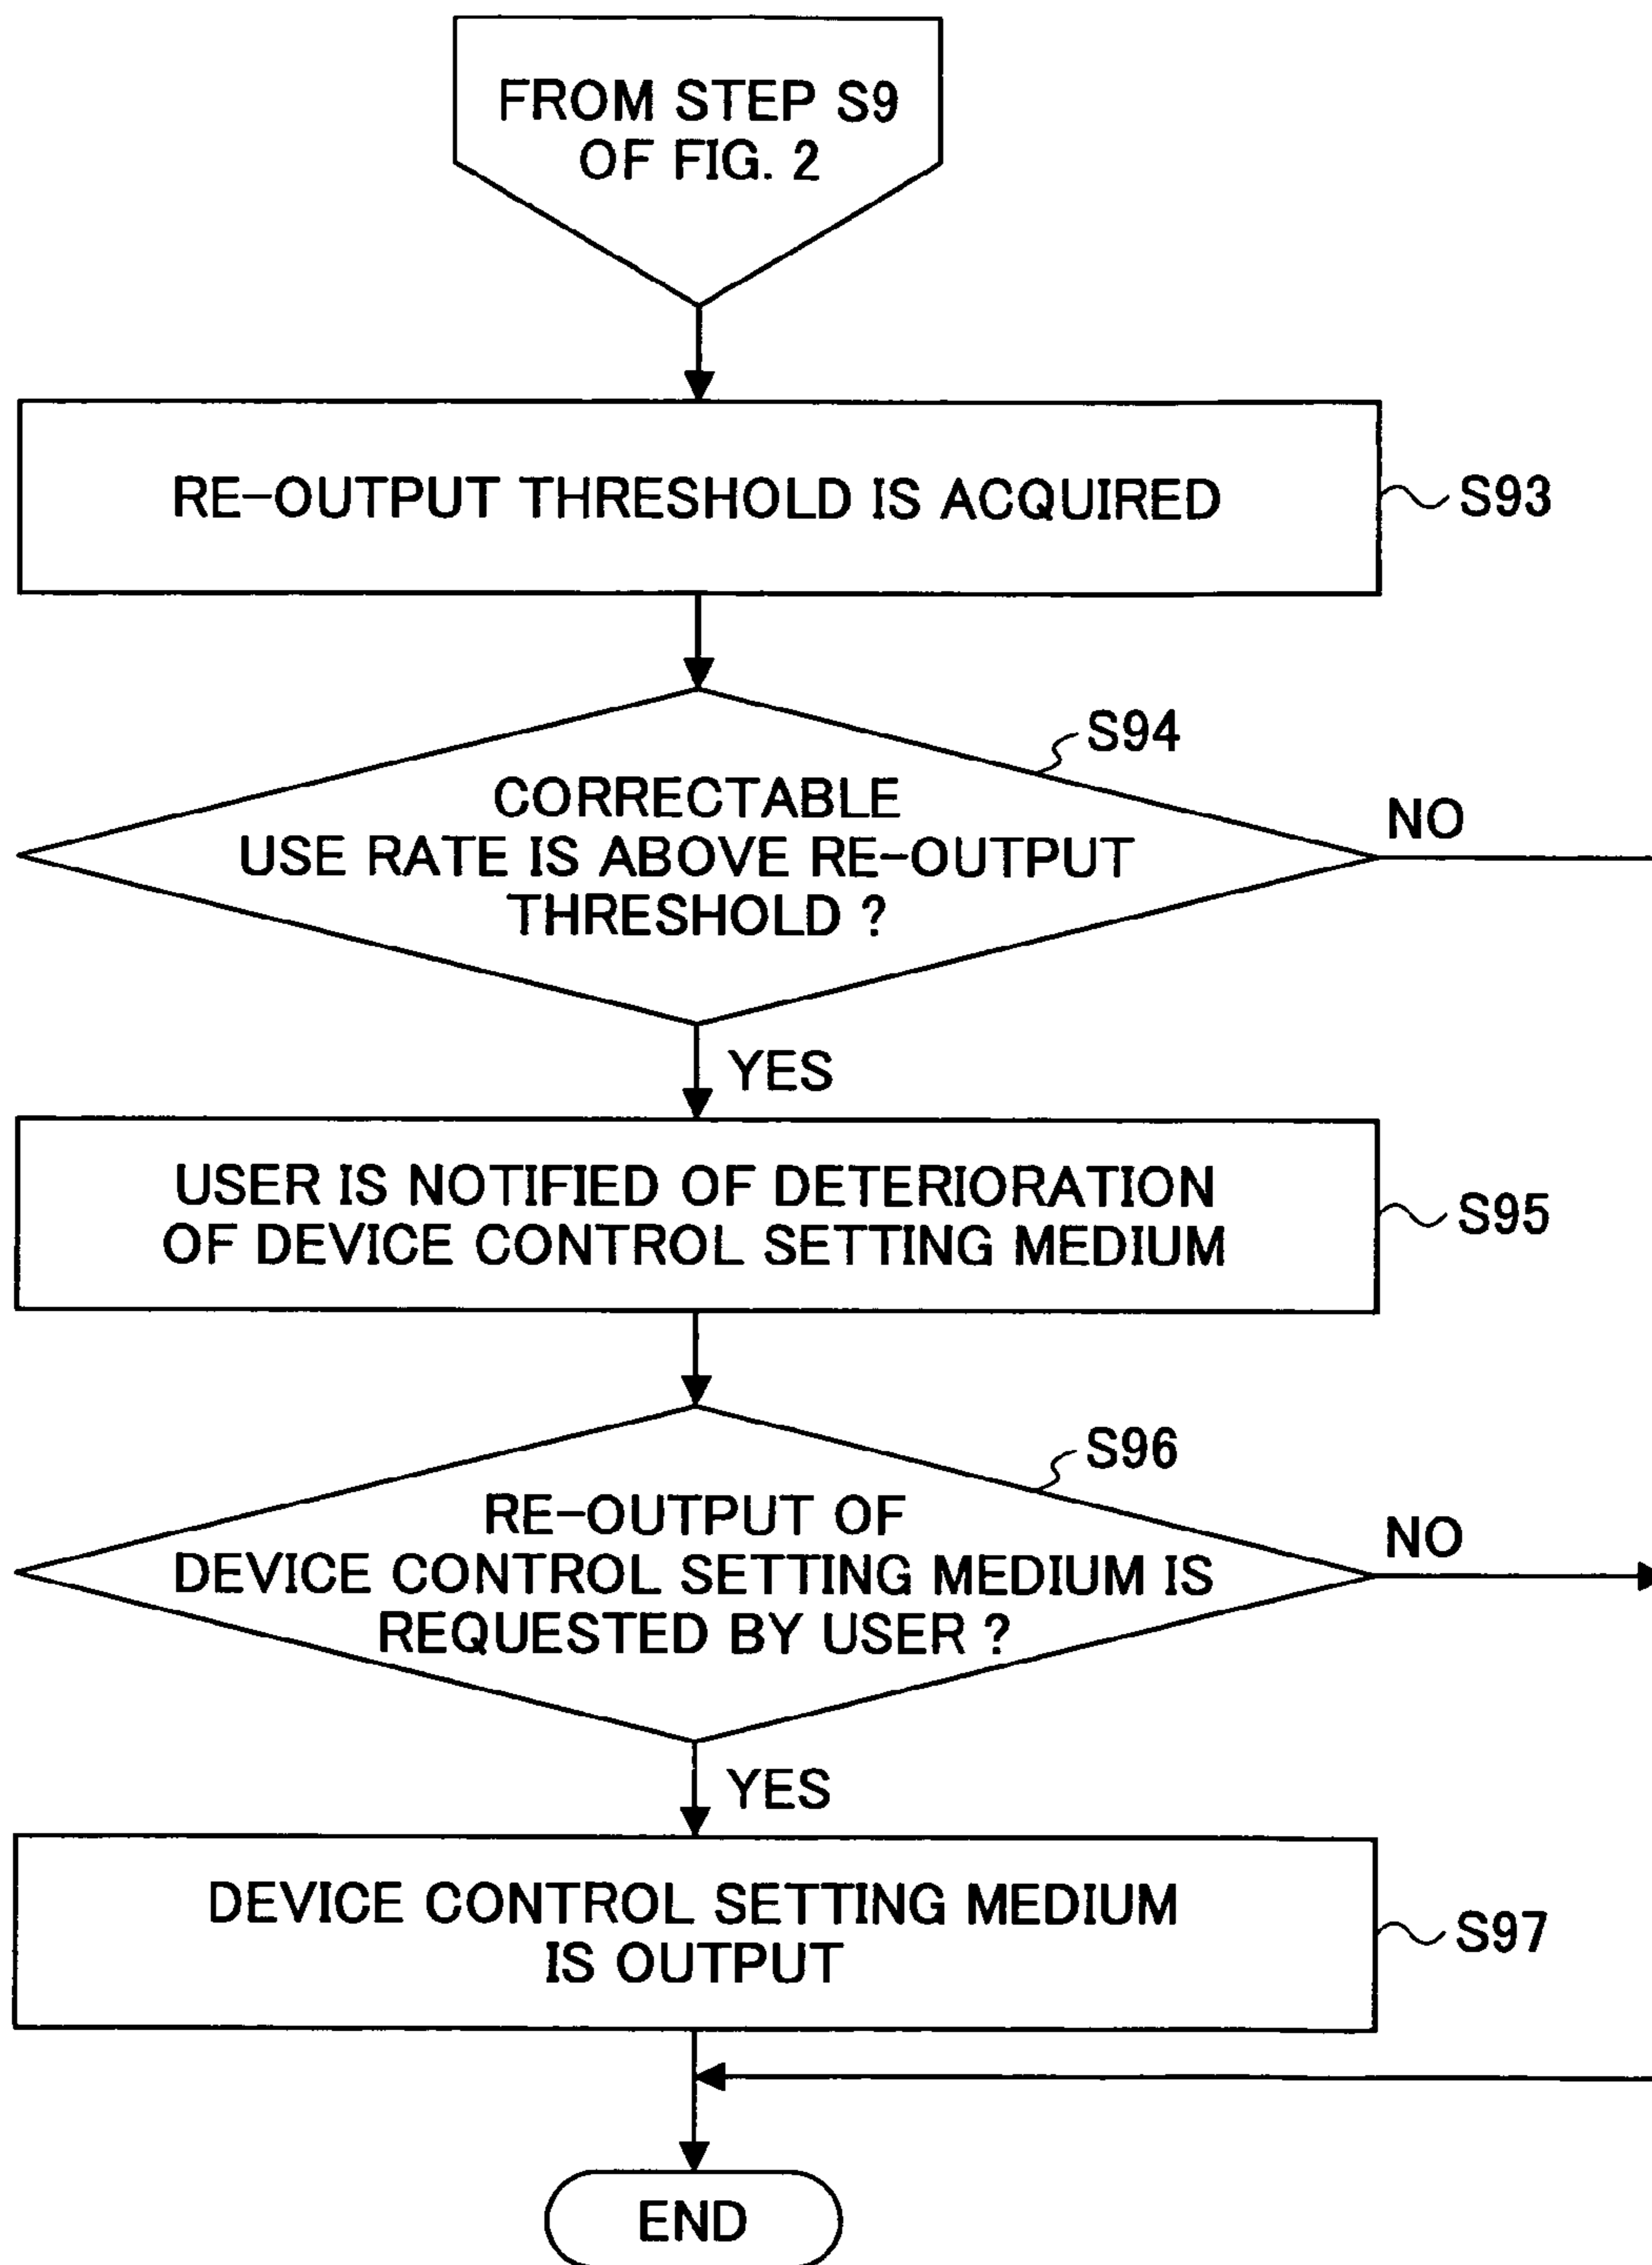 FROM STEP S9
OF FIG. 2
RE-OUTPUT THRESHOLD IS ACQUIRED
S93
S94
CORRECTABLE
USE RATE IS ABOVE RE-OUTPUT
THRESHOLD ?
NO
YES
USER IS NOTIFIED OF DETERIORATION
OF DEVICE CONTROL SETTING MEDIUM
S95
S96
RE-OUTPUT OF
DEVICE CONTROL SETTING MEDIUM IS
REQUESTED BY USER ?
NO
YES
DEVICE CONTROL SETTING MEDIUM
IS OUTPUT
S97
END